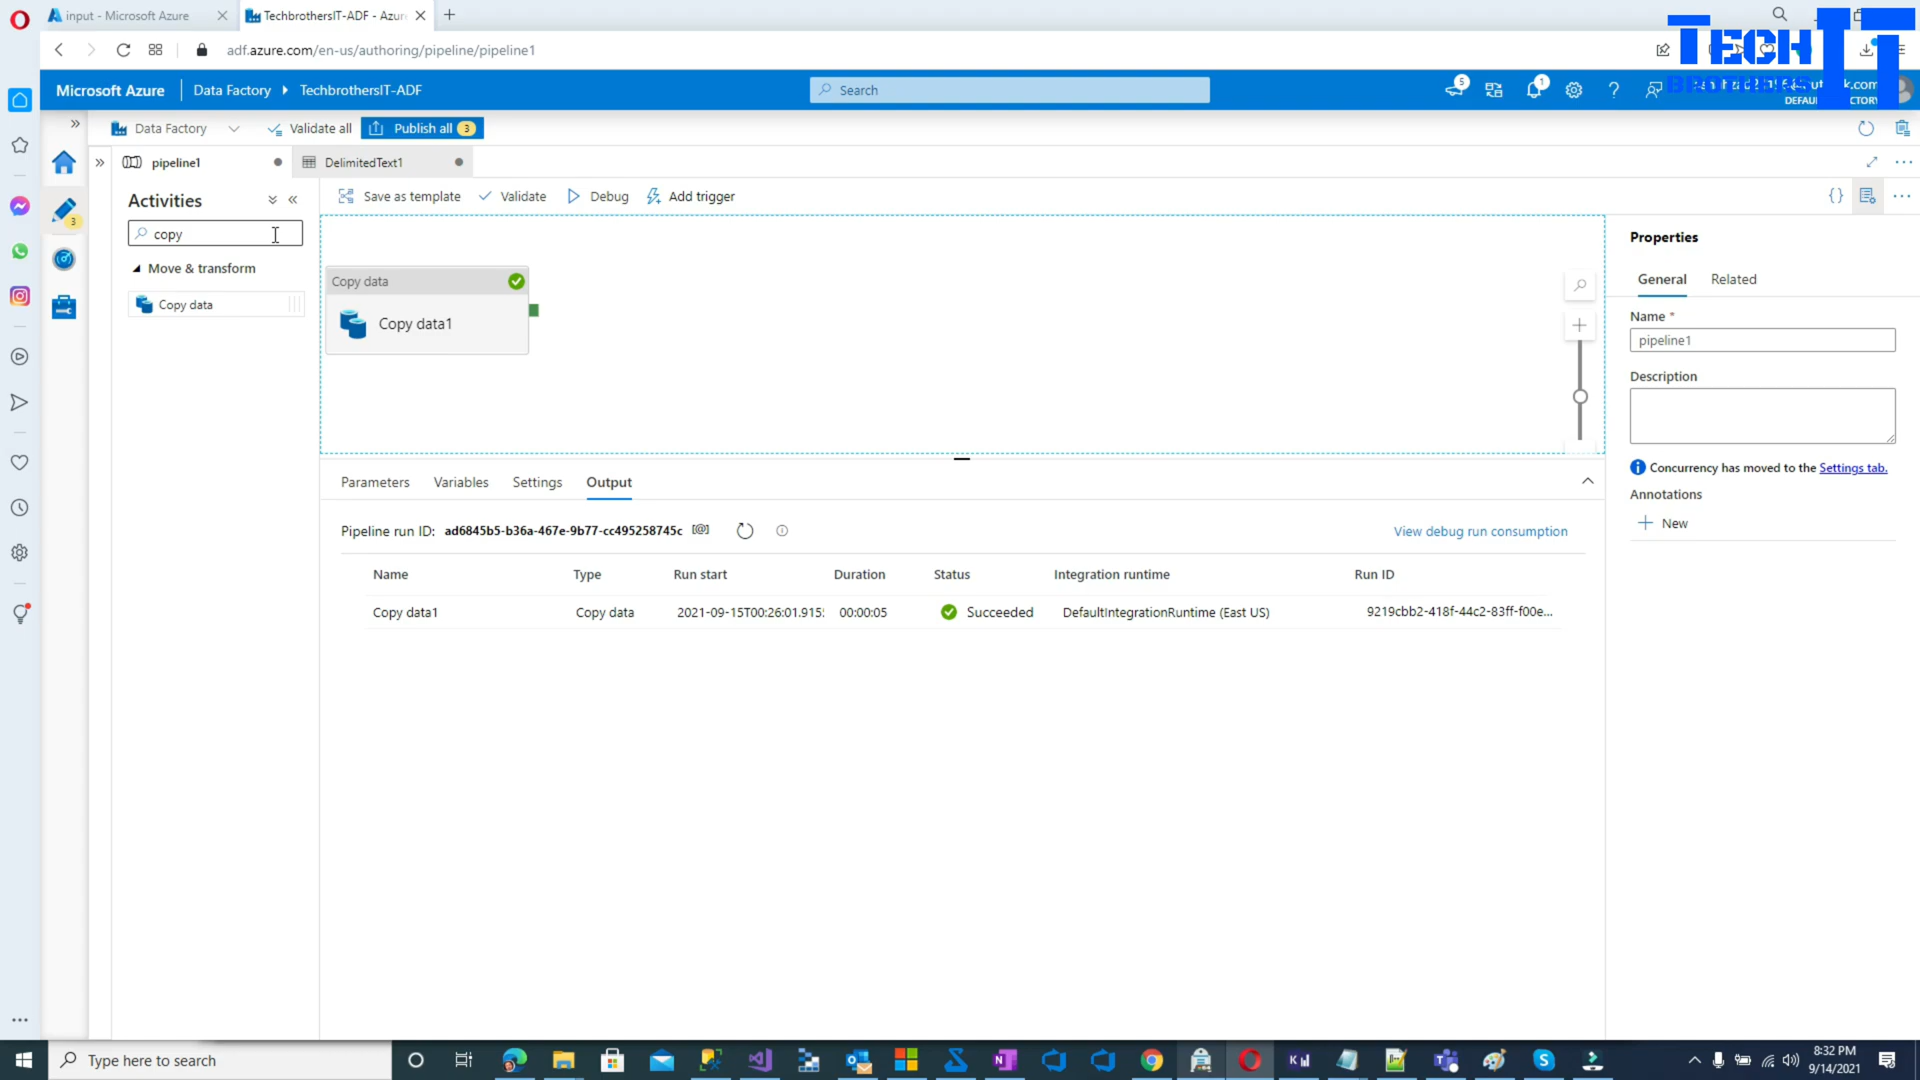 input - Microsoft Azure
TechbrothersIT-ADF - Azur
TECH IT
BROTHERS
adf.azure.com/en-us/authoring/pipeline/pipeline1
Microsoft Azure
Data Factory
TechbrothersIT-ADF
Search
5
1
Data Factory
Validate all
Publish all
3
pipeline1
DelimitedText1
Activities
copy
Move & transform
Copy data
3
Save as template
Validate
Debug
Add trigger
Copy data
Copy data1
Parameters
Variables
Settings
Output
Pipeline run ID: ad6845b5-b36a-467e-9b77-cc495258745c
View debug run consumption
Name Type Run start Duration Status Integration runtime Run ID
Copy data1 Copy data 2021-09-15T00:26:01.915: 00:00:05 Succeeded DefaultIntegrationRuntime (East US) 9219cbb2-418f-44c2-83ff-f00e...
Properties
General
Related
Name *
pipeline1
Description
Concurrency has moved to the Settings tab.
Annotations
New
Type here to search
8:32 PM
9/14/2021